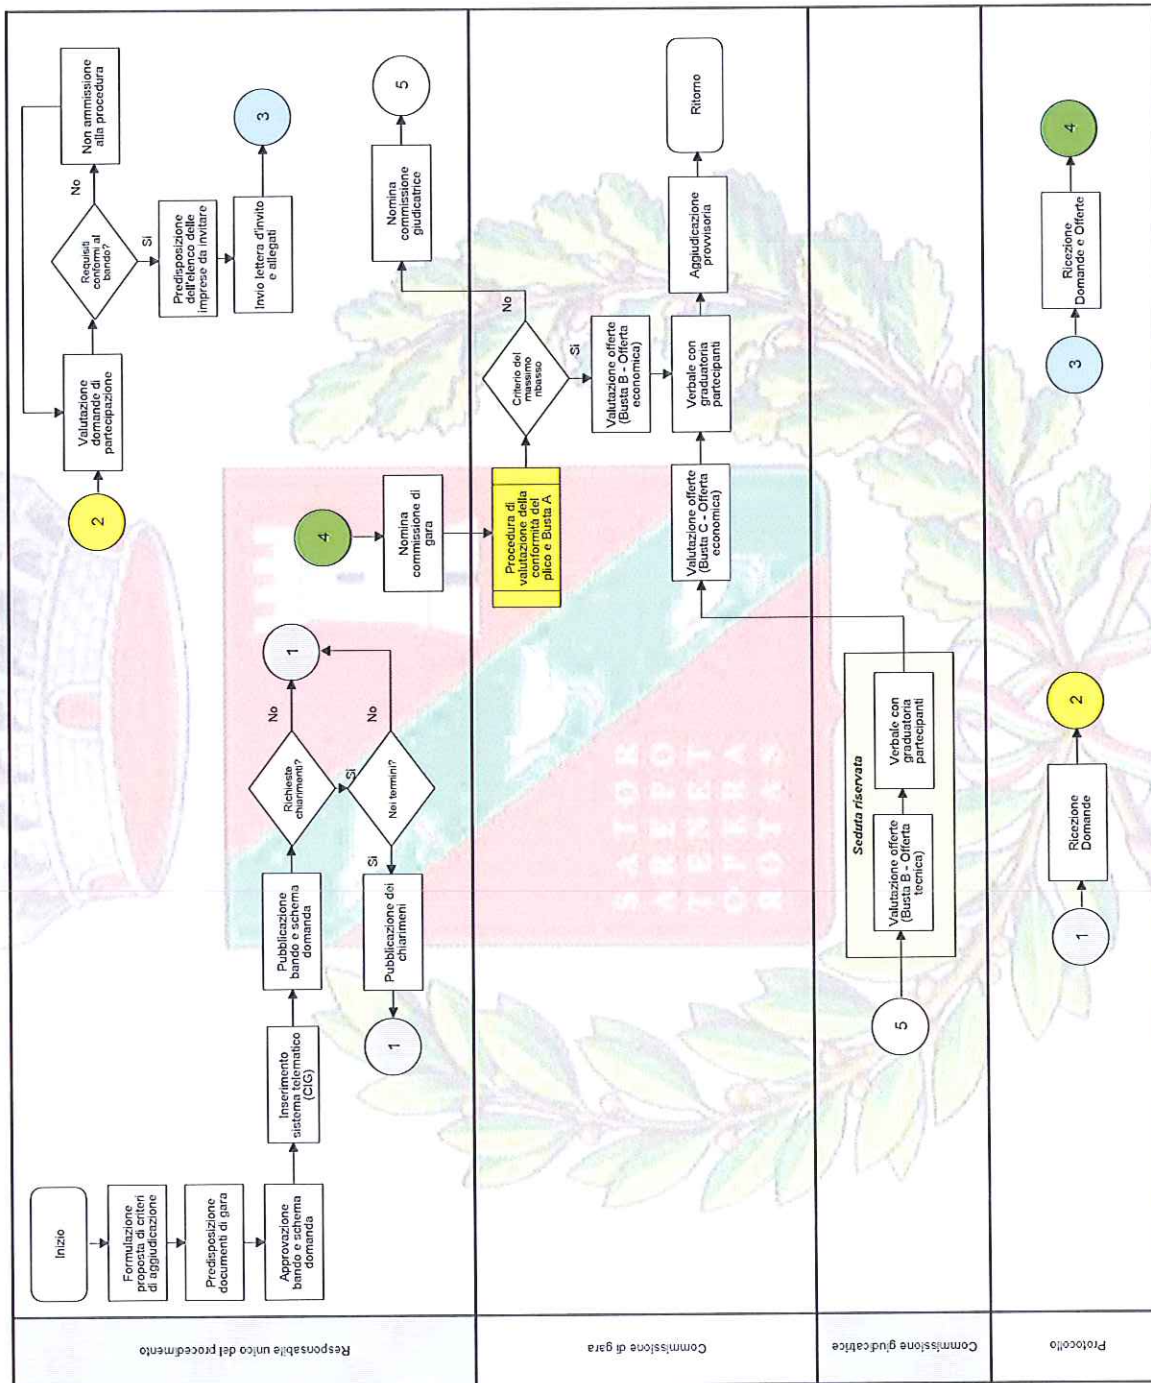 Responsabile unico del procedimento
Inizio
Formulazione
proposta di criteri
di aggiudicazione
Predisposizione
documenti di gara
Approvazione
bando e schema
domanda
Inserimento
sistema telematico
(CIG)
Pubblicazione
bando e schema
domanda
Richieste
chiarimenti?
No
1
Si
Nei termini?
No
Si
Pubblicazione dei
chiarimeni
1
2
Valutazione
domande di
partecipazione
Requisiti
conformi al
bando?
No
Non ammissione
alla procedura
Si
Predisposizione
dell'elenco delle
imprese da invitare
Invio lettera d'invito
e allegati
3
4
Nomina
commissione di
gara
Nomina
commissione
giudicatrice
5
Commissione di gara
Procedura di
valutazione della
conformità del
plico e Busta A
Criterio del
massimo
ribasso
No
Si
Valutazione offerte
(Busta B - Offerta
economica)
Valutazione offerte
(Busta C - Offerta
economica)
Verbale con
graduatoria
partecipanti
Aggiudicazione
provvisoria
Ritorno
SATOR
AREPO
TENET
OPERA
ROTAS
Commissione giudicatrice
5
Seduta riservata
Valutazione offerte
(Busta B - Offerta
tecnica)
Verbale con
graduatoria
partecipanti
Protocollo
1
Ricezione
Domande
2
3
Ricezione
Domande e Offerte
4